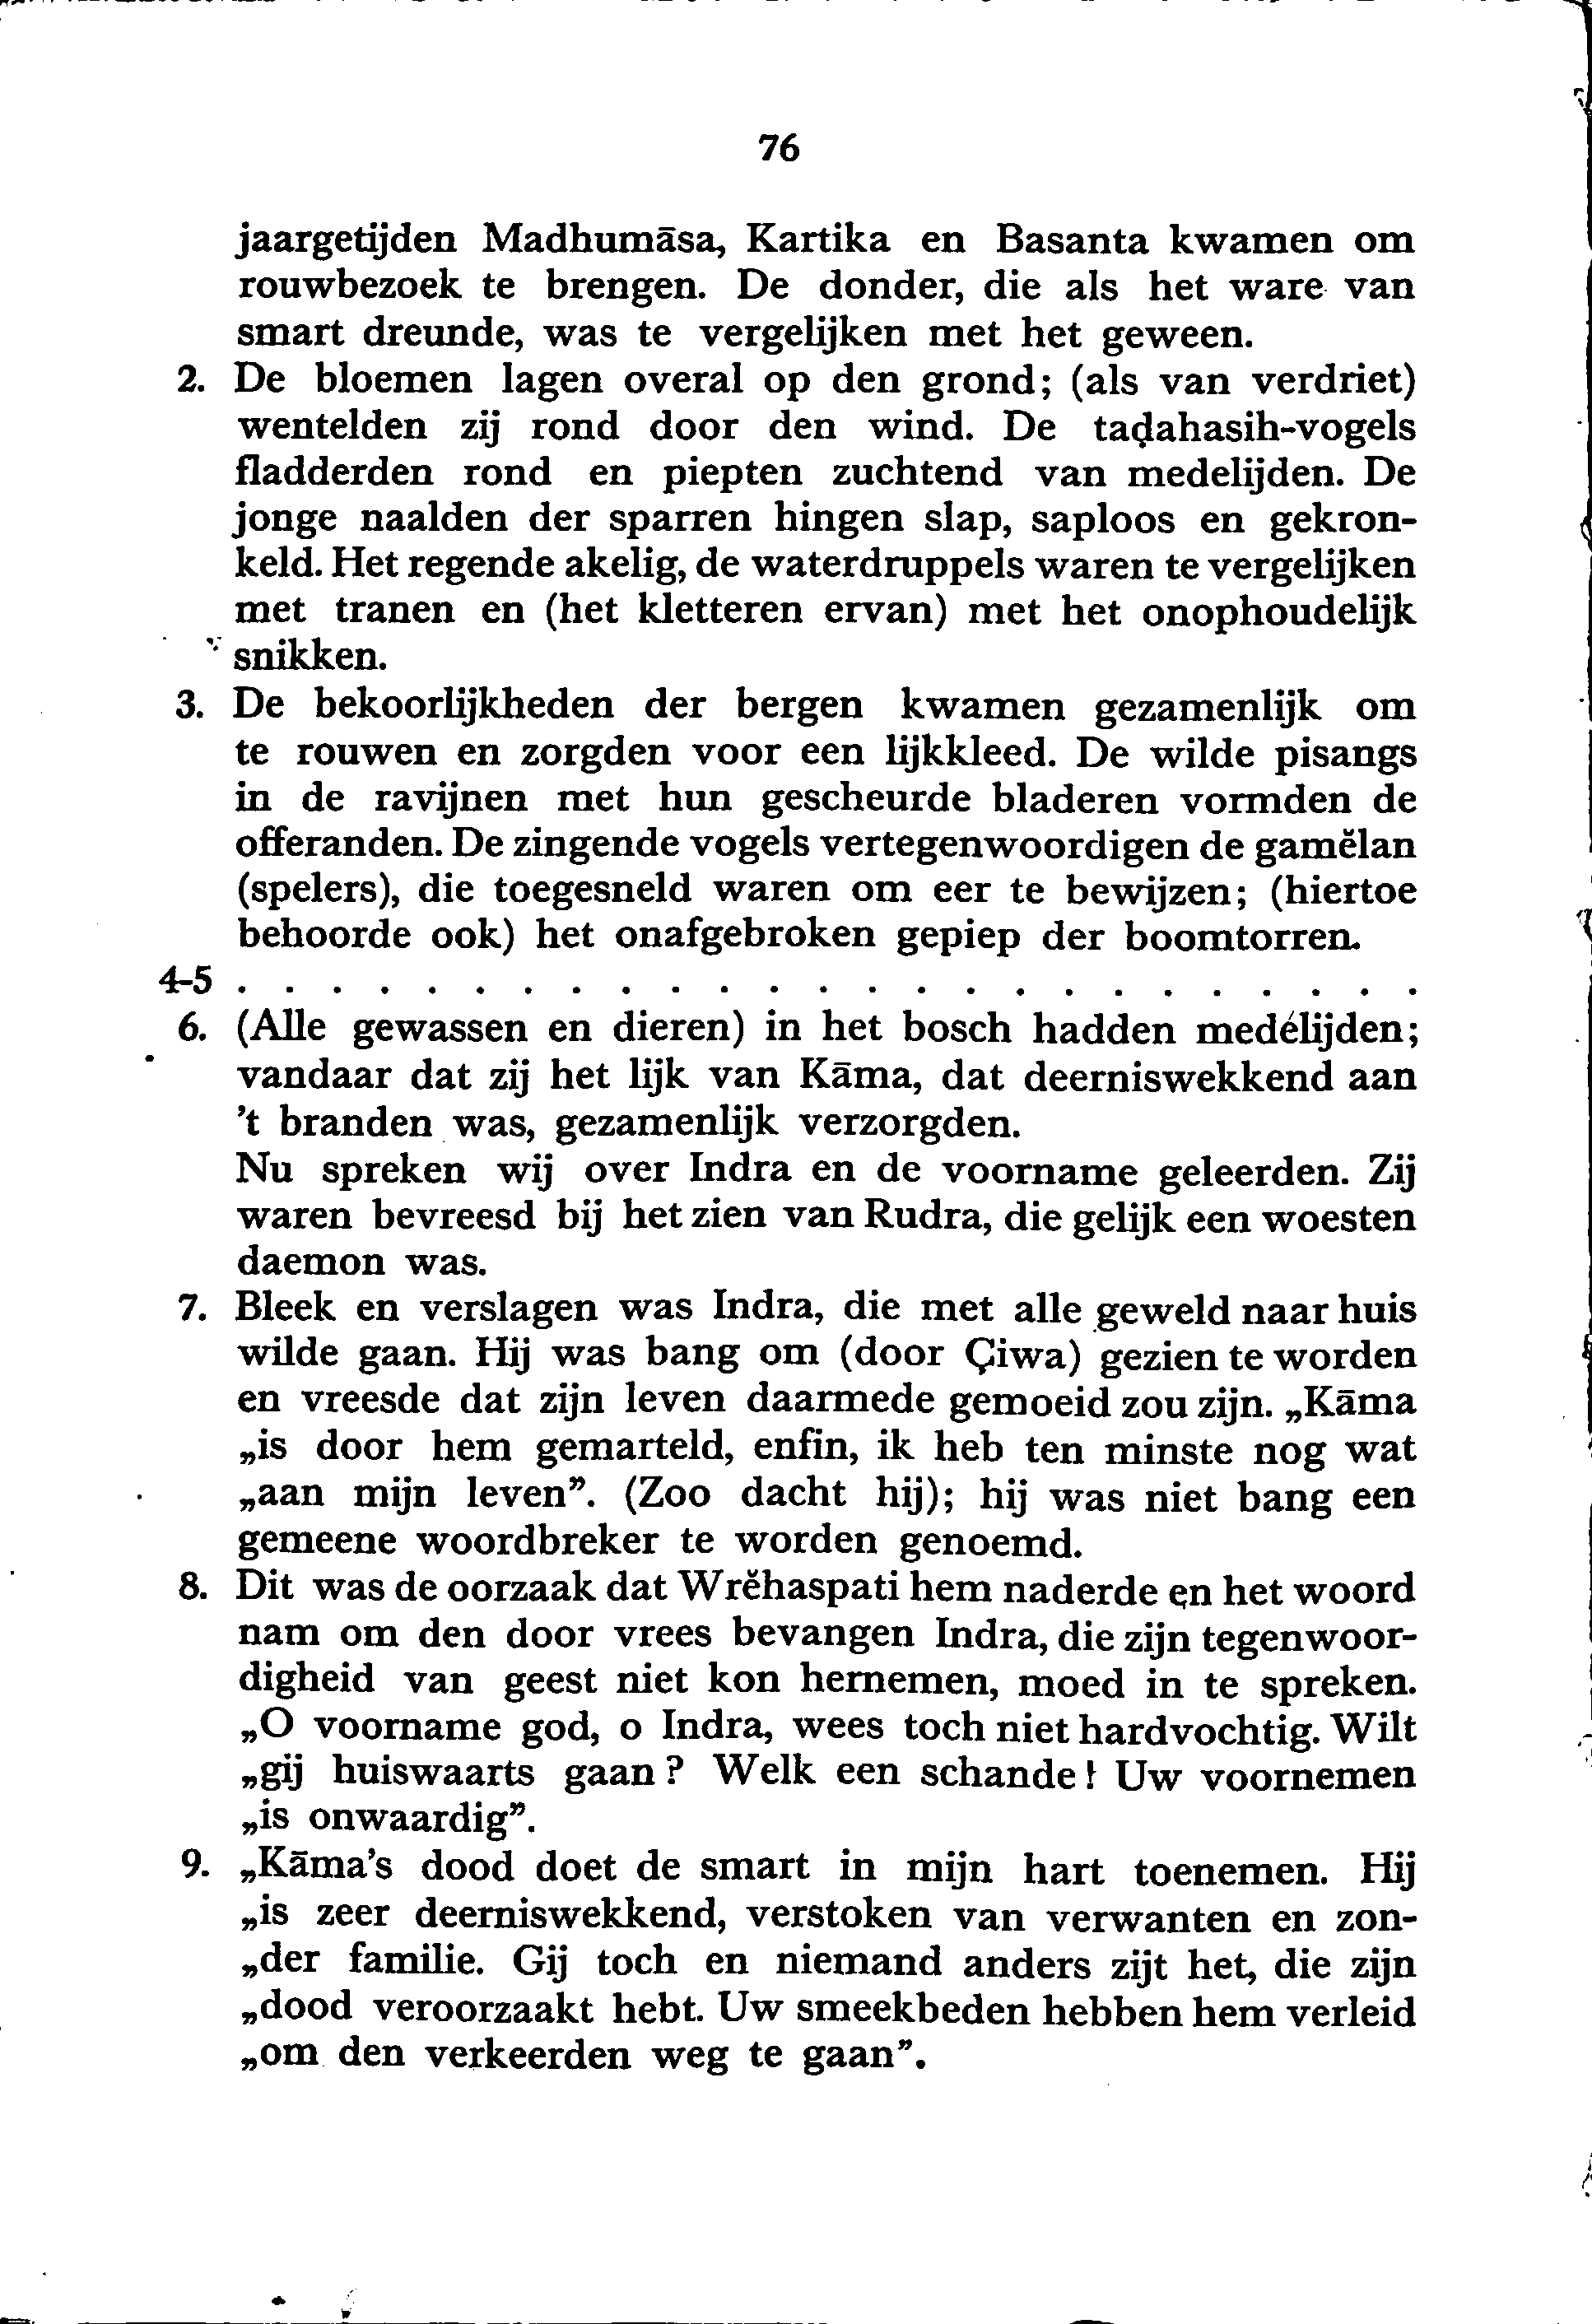 76
jaargetijden Madhumāsa, Kartika en Basanta kwamen om
rouwbezoek te brengen. De donder, die als het ware van
smart dreunde, was te vergelijken met het geween.
2. De bloemen lagen overal op den grond; (als van verdriet)
wentelden zij rond door den wind. De taḍahasih-vogels
fladderden rond en piepten zuchtend van medelijden. De
jonge naalden der sparren hingen slap, saploos en gekron-
keld. Het regende akelig, de waterdruppels waren te vergelijken
met tranen en (het kletteren ervan) met het onophoudelijk
snikken.
3. De bekoorlijkheden der bergen kwamen gezamenlijk om
te rouwen en zorgden voor een lijkkleed. De wilde pisangs
in de ravijnen met hun gescheurde bladeren vormden de
offeranden. De zingende vogels vertegenwoordigen de gamĕlan
(spelers), die toegesneld waren om eer te bewijzen; (hiertoe
behoorde ook) het onafgebroken gepiep der boomtorren.
4-5 . . . . . . . . . . . . . . . . . . . . . . . . .
6. (Alle gewassen en dieren) in het bosch hadden medélijden;
vandaar dat zij het lijk van Kāma, dat deerniswekkend aan
't branden was, gezamenlijk verzorgden.
Nu spreken wij over Indra en de voorname geleerden. Zij
waren bevreesd bij het zien van Rudra, die gelijk een woesten
daemon was.
7. Bleek en verslagen was Indra, die met alle geweld naar huis
wilde gaan. Hij was bang om (door Çiwa) gezien te worden
en vreesde dat zijn leven daarmede gemoeid zou zijn. „Kāma
„is door hem gemarteld, enfin, ik heb ten minste nog wat
„aan mijn leven”. (Zoo dacht hij); hij was niet bang een
gemeene woordbreker te worden genoemd.
8. Dit was de oorzaak dat Wrĕhaspati hem naderde en het woord
nam om den door vrees bevangen Indra, die zijn tegenwoor-
digheid van geest niet kon hernemen, moed in te spreken.
„O voorname god, o Indra, wees toch niet hardvochtig. Wilt
„gij huiswaarts gaan? Welk een schande! Uw voornemen
„is onwaardig”.
9. „Kāma's dood doet de smart in mijn hart toenemen. Hij
„is zeer deerniswekkend, verstoken van verwanten en zon-
„der familie. Gij toch en niemand anders zijt het, die zijn
„dood veroorzaakt hebt. Uw smeekbeden hebben hem verleid
„om den verkeerden weg te gaan”.